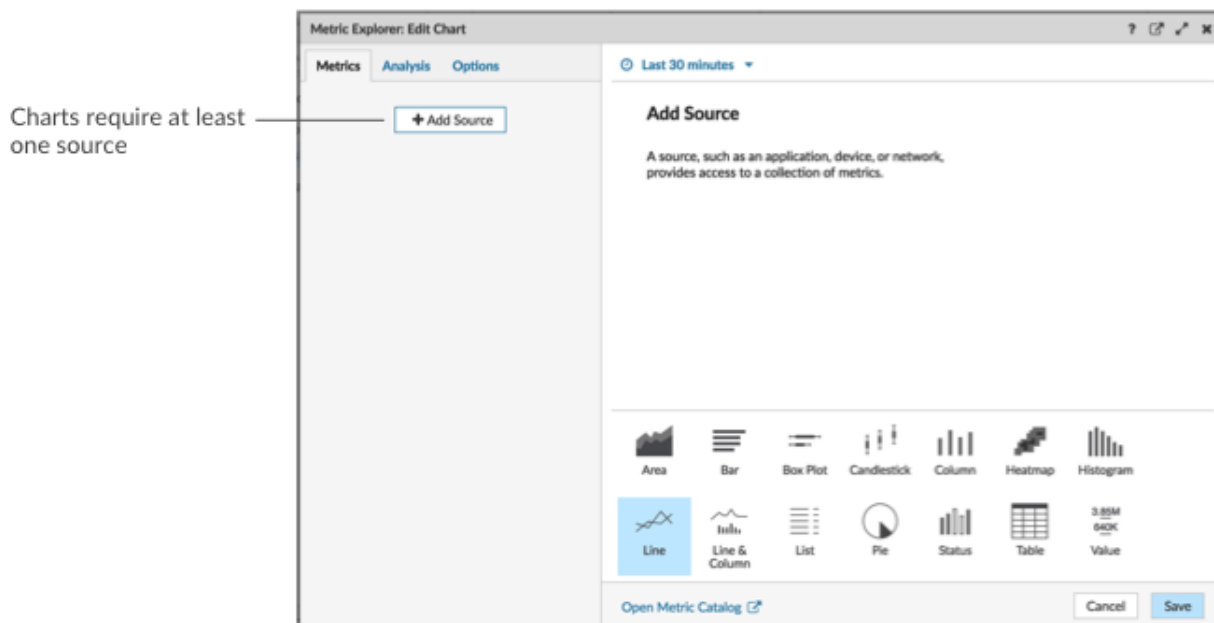 Metric Explorer: Edit Chart
?
Metrics Analysis Options
Last 30 minutes
Charts require at least
one source
+ Add Source
Add Source
A source, such as an application, device, or network,
provides access to a collection of metrics.
Area Bar Box Plot Candlestick Column Heatmap Histogram
3.85M
640K
Line Line & List Pie Status Table Value
Column
Open Metric Catalog
Cancel Save